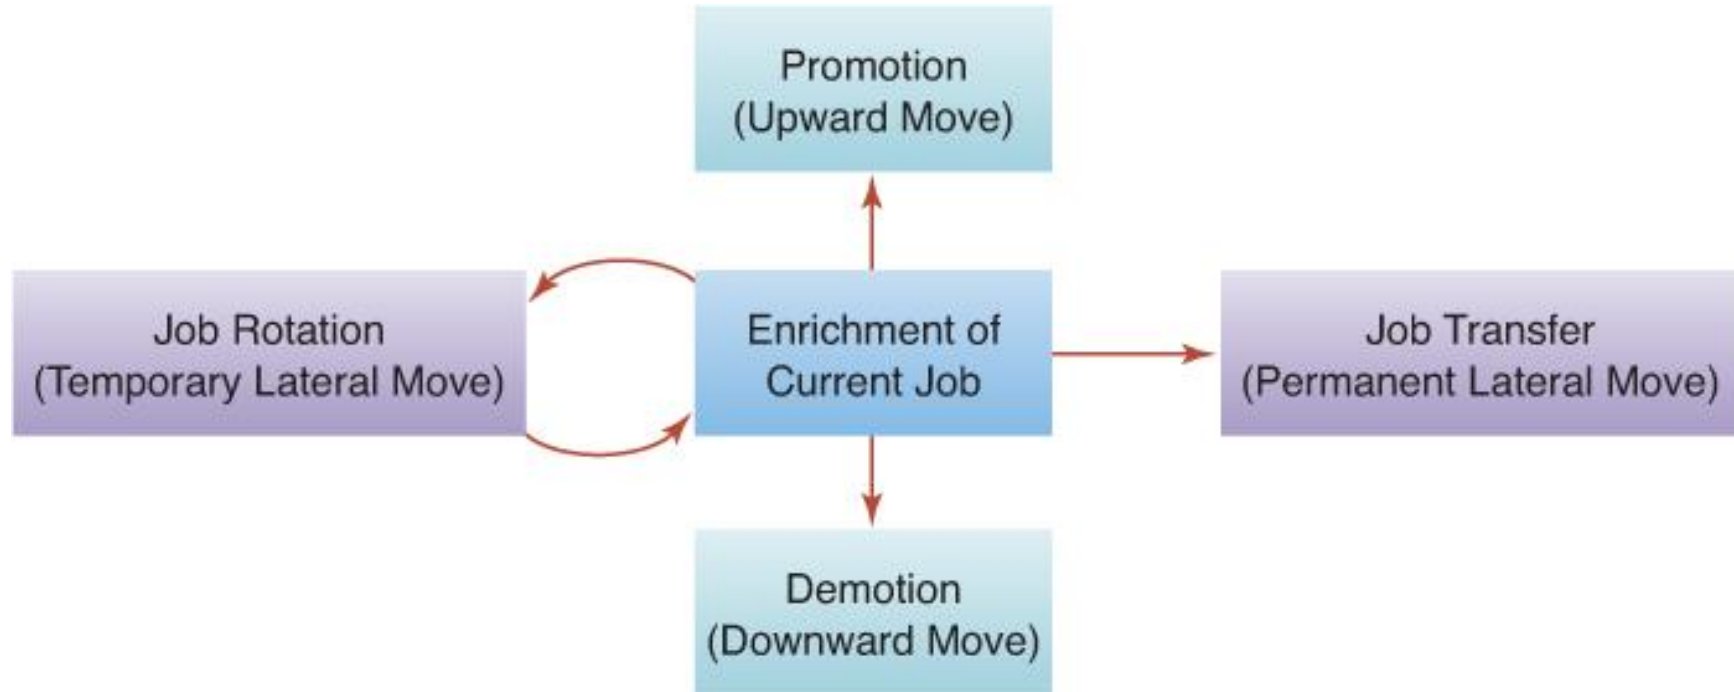 Promotion
(Upward Move)
Job Rotation
(Temporary Lateral Move)
Enrichment of
Current Job
Job Transfer
(Permanent Lateral Move)
Demotion
(Downward Move)